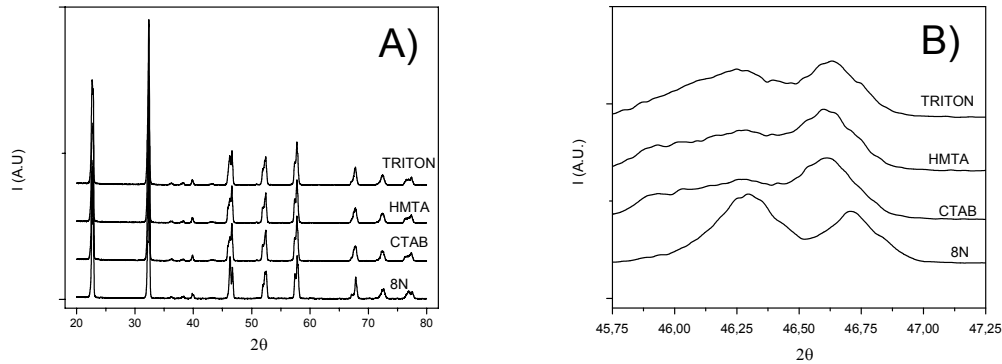 A)
I (A.U)
TRITON
HMTA
CTAB
8N
20 30 40 50 60 70 80
2θ
B)
I (A.U.)
TRITON
HMTA
CTAB
8N
45,75 46,00 46,25 46,50 46,75 47,00 47,25
2θ